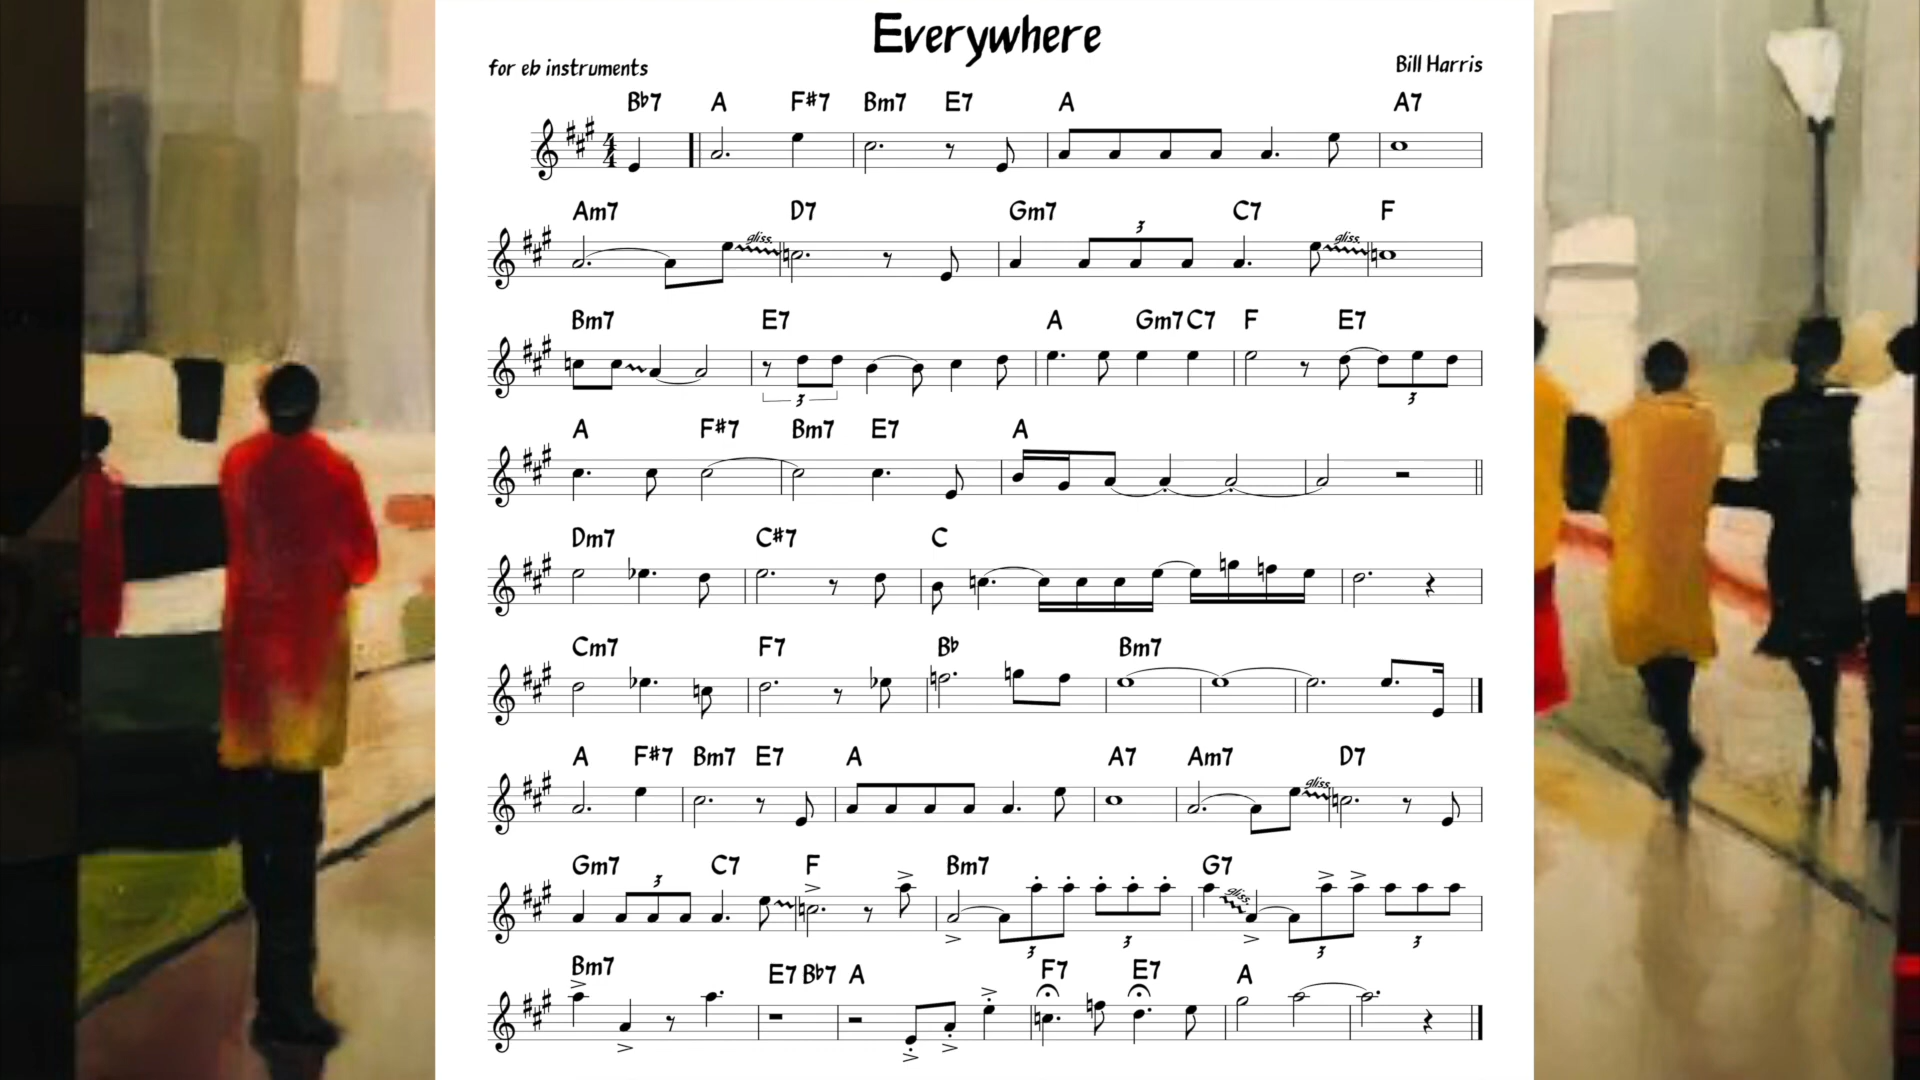 Everywhere
for eb instruments
Bill Harris
Bb7 A F#7 Bm7 E7 A A7
4
4
Am7 D7 Gm7 C7 F
gliss. 3 gliss.
Bm7 E7 A Gm7 C7 F E7
3 3
A F#7 Bm7 E7 A
Dm7 C#7 C
Cm7 F7 Bb Bm7
A F#7 Bm7 E7 A A7 Am7 D7
gliss.
Gm7 C7 F Bm7 G7
3 gliss.
3 3 3 3
Bm7 E7 Bb7 A F7 E7 A